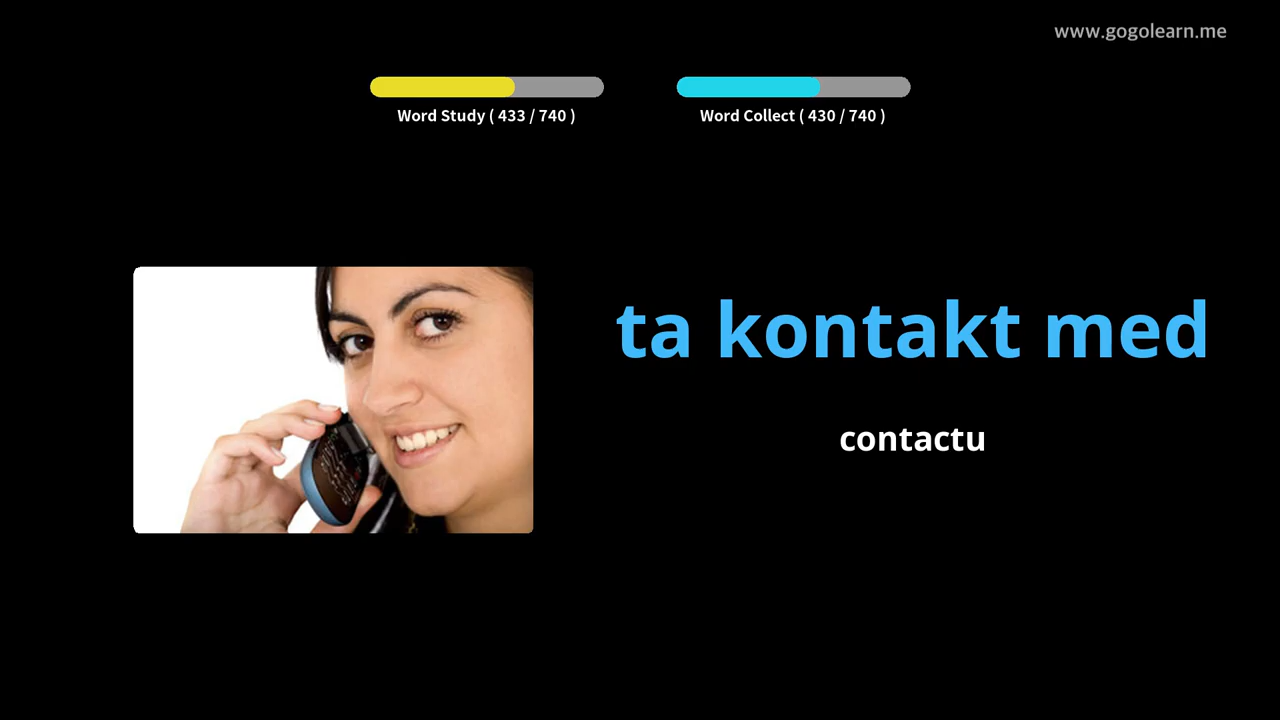 www.gogolearn.me
Word Study ( 433 / 740 )
Word Collect ( 430 / 740 )
ta kontakt med
contactu